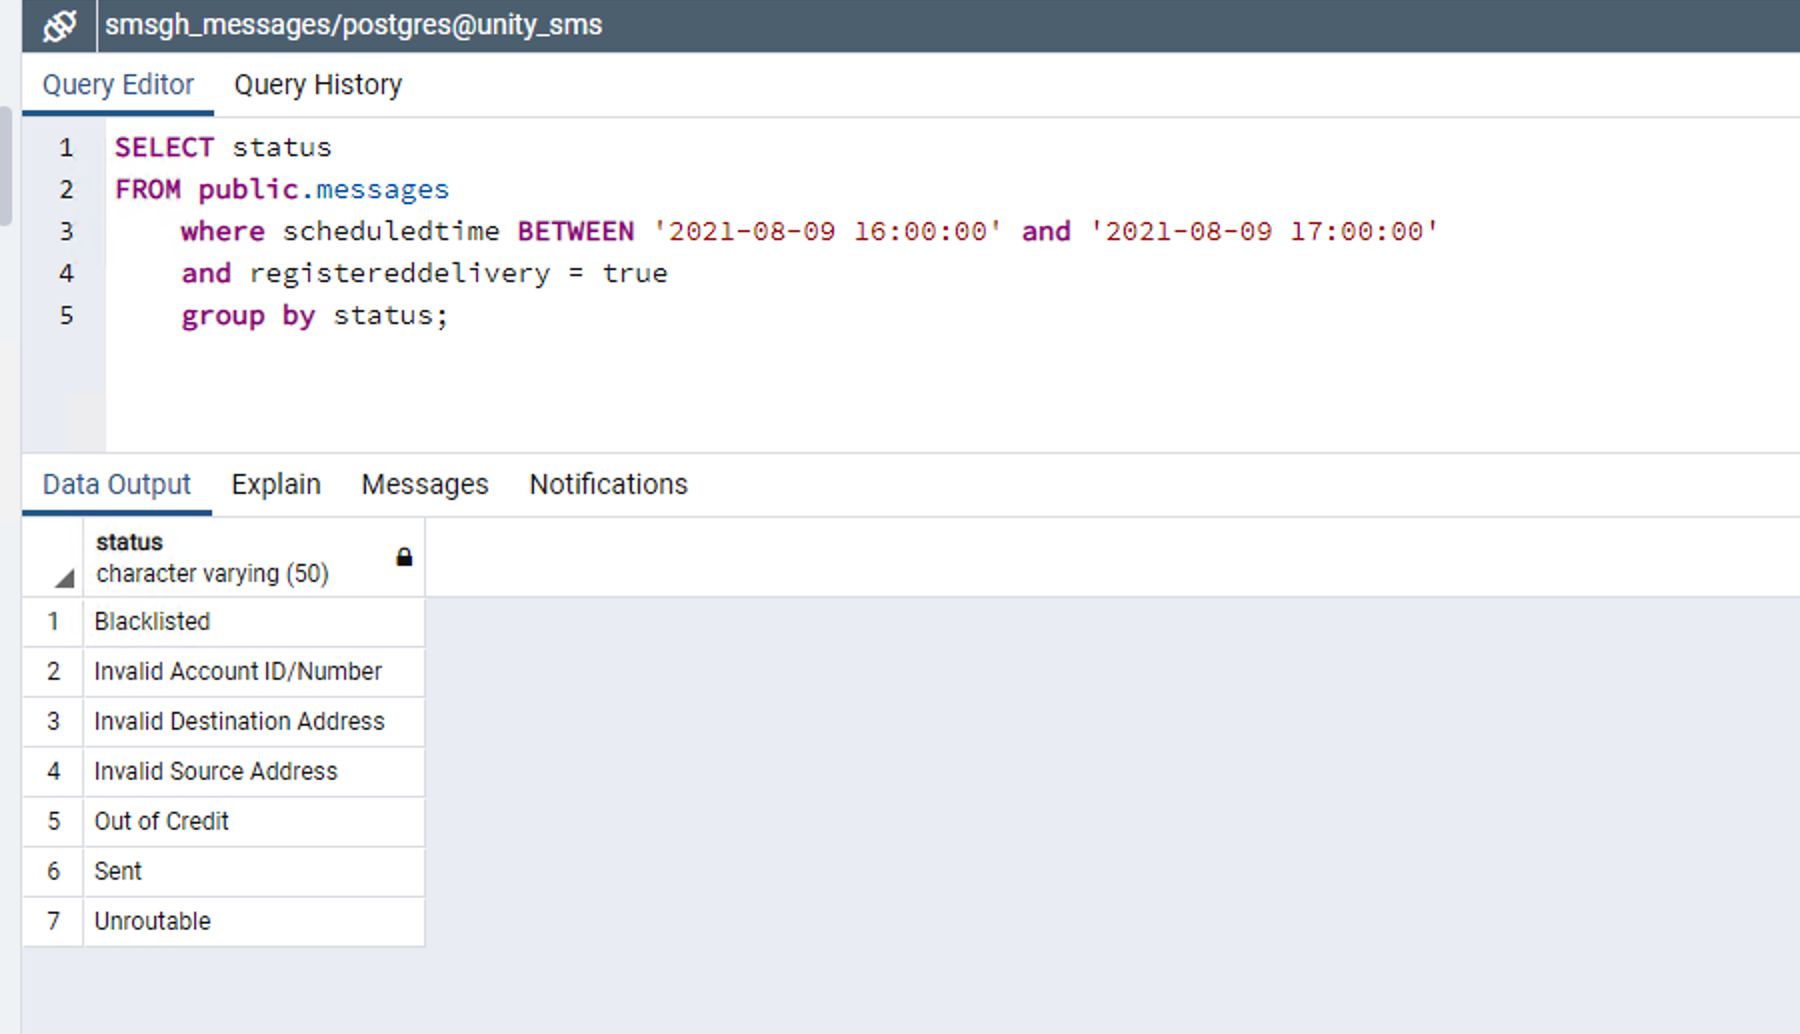 smsgh_messages/postgres@unity_sms
Query Editor Query History
1 SELECT status
2 FROM public.messages
3 where scheduledtime BETWEEN '2021-08-09 16:00:00' and '2021-08-09 17:00:00'
4 and registereddelivery = true
5 group by status;
Data Output Explain Messages Notifications
status
character varying (50)
1 Blacklisted
2 Invalid Account ID/Number
3 Invalid Destination Address
4 Invalid Source Address
5 Out of Credit
6 Sent
7 Unroutable